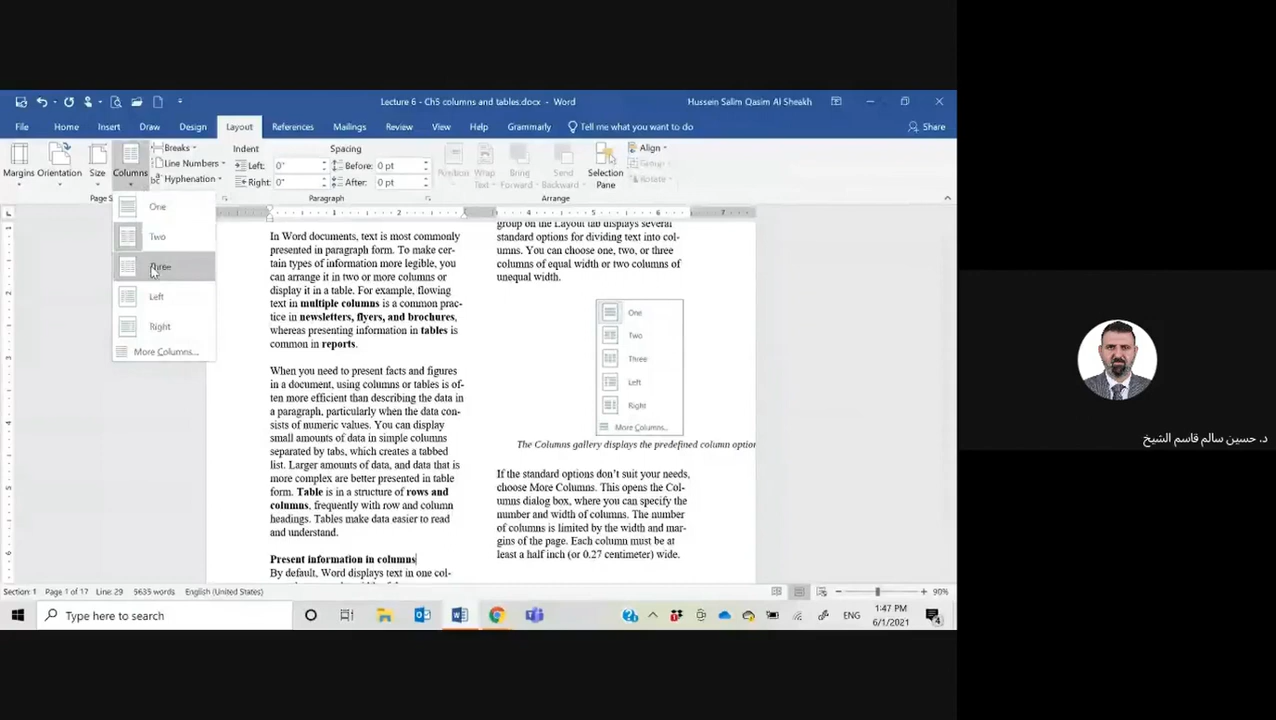 Lecture 6 - Ch5 columns and tables.docx - Word
Hussein Salim Qasim Al Sheakh
File Home Insert Draw Design Layout References Mailings Review View Help Grammarly Tell me what you want to do Share
Margins Orientation Size Columns
Breaks
Line Numbers
Hyphenation
Indent
Left: 0"
Right: 0"
Spacing
Before: 0 pt
After: 0 pt
Position Wrap Text Bring Forward Send Backward Selection Pane
Align
Group
Rotate
Page S
Paragraph
Arrange
One
Two
Three
Left
Right
More Columns...
1 2 4 5 6 7
In Word documents, text is most commonly
presented in paragraph form. To make cer-
tain types of information more legible, you
can arrange it in two or more columns or
display it in a table. For example, flowing
text in multiple columns is a common prac-
tice in newsletters, flyers, and brochures,
whereas presenting information in tables is
common in reports.
When you need to present facts and figures
in a document, using columns or tables is of-
ten more efficient than describing the data in
a paragraph, particularly when the data con-
sists of numeric values. You can display
small amounts of data in simple columns
separated by tabs, which creates a tabbed
list. Larger amounts of data, and data that is
more complex are better presented in table
form. Table is in a structure of rows and
columns, frequently with row and column
headings. Tables make data easier to read
and understand.
Present information in columns
By default, Word displays text in one col-
group on the Layout tab displays several
standard options for dividing text into col-
umns. You can choose one, two, or three
columns of equal width or two columns of
unequal width.
One
Two
Three
Left
Right
More Columns...
The Columns gallery displays the predefined column option
If the standard options don't suit your needs,
choose More Columns. This opens the Col-
umns dialog box, where you can specify the
number and width of columns. The number
of columns is limited by the width and mar-
gins of the page. Each column must be at
least a half inch (or 0.27 centimeter) wide.
Section: 1 Page 1 of 17 Line: 29 5635 words English (United States)
90%
Type here to search
ENG
1:47 PM
6/1/2021
4
د. حسين سالم قاسم الشيخ